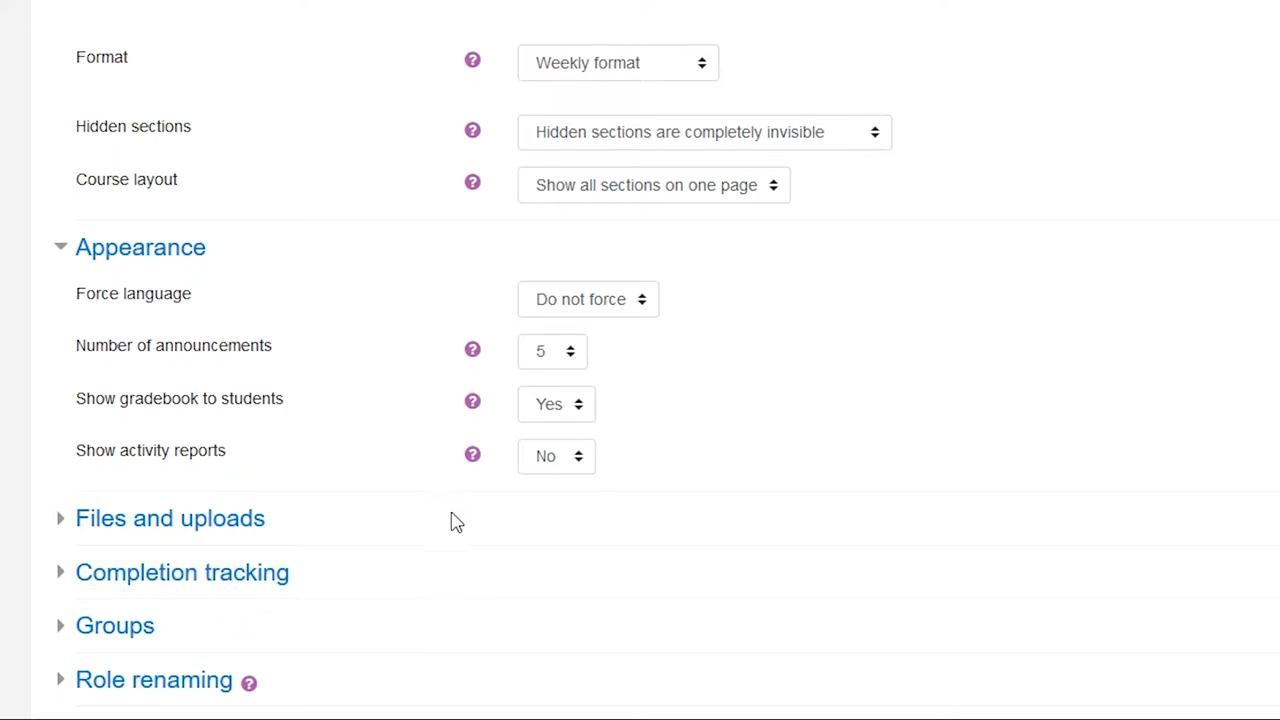 Format ? Weekly format
Hidden sections ? Hidden sections are completely invisible
Course layout ? Show all sections on one page
Appearance
Force language Do not force
Number of announcements ? 5
Show gradebook to students ? Yes
Show activity reports ? No
Files and uploads
Completion tracking
Groups
Role renaming ?